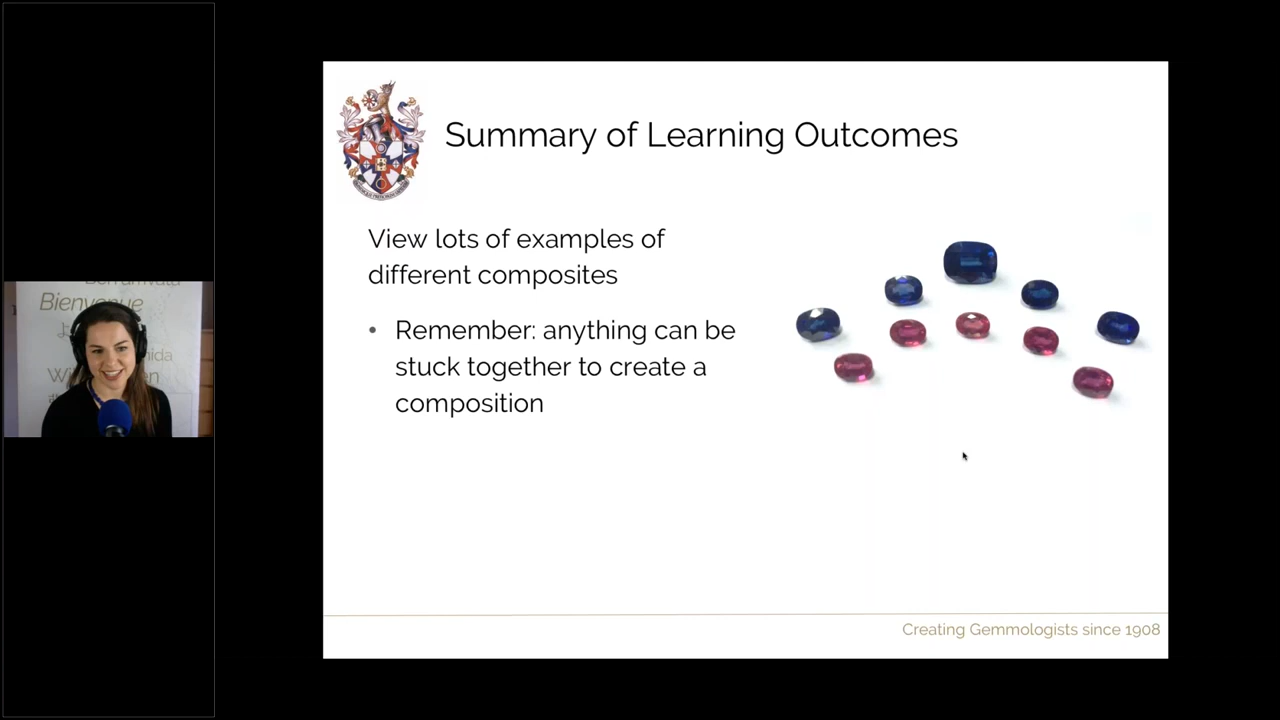 Bienvenue
Summary of Learning Outcomes
View lots of examples of
different composites
• Remember: anything can be
stuck together to create a
composition
Creating Gemmologists since 1908